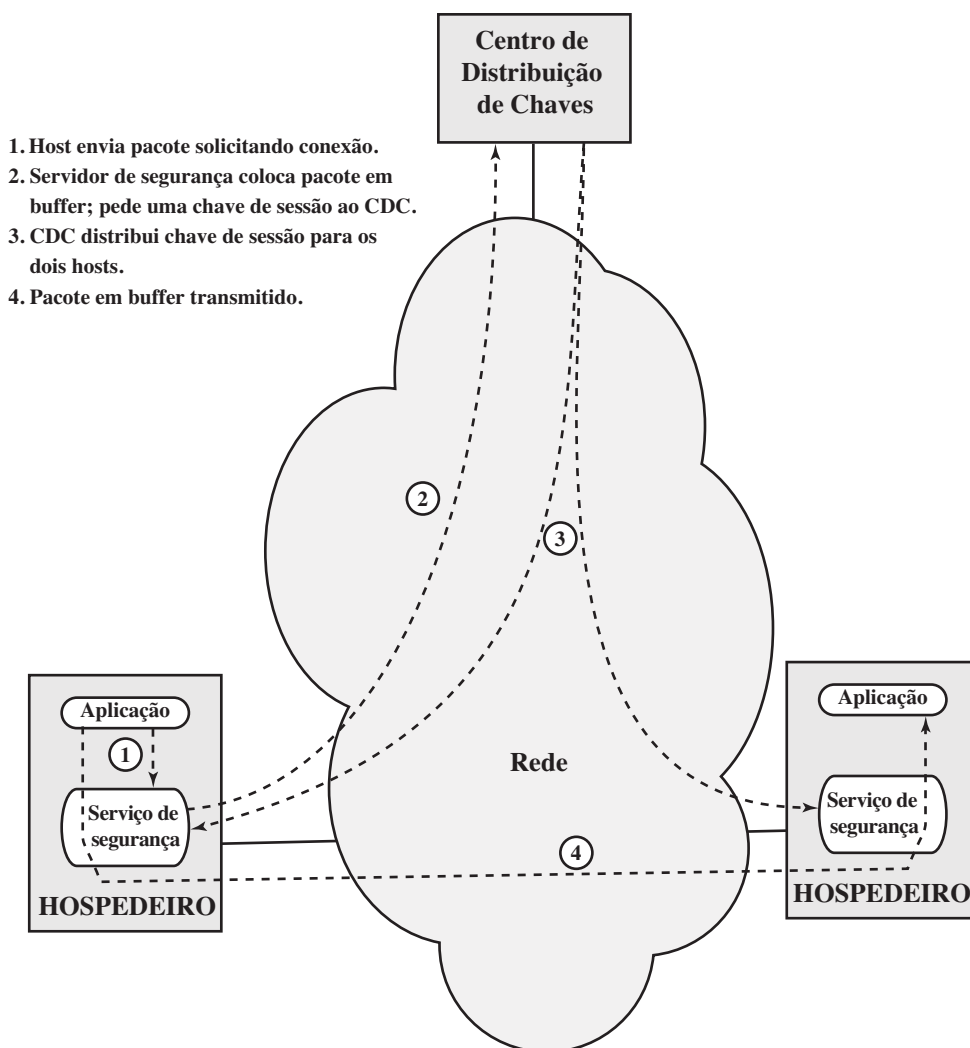 Centro de
Distribuição
de Chaves
1. Host envia pacote solicitando conexão.
2. Servidor de segurança coloca pacote em
buffer; pede uma chave de sessão ao CDC.
3. CDC distribui chave de sessão para os
dois hosts.
4. Pacote em buffer transmitido.
2
3
Aplicação
1
Serviço de
segurança
HOSPEDEIRO
Rede
4
Aplicação
Serviço de
segurança
HOSPEDEIRO